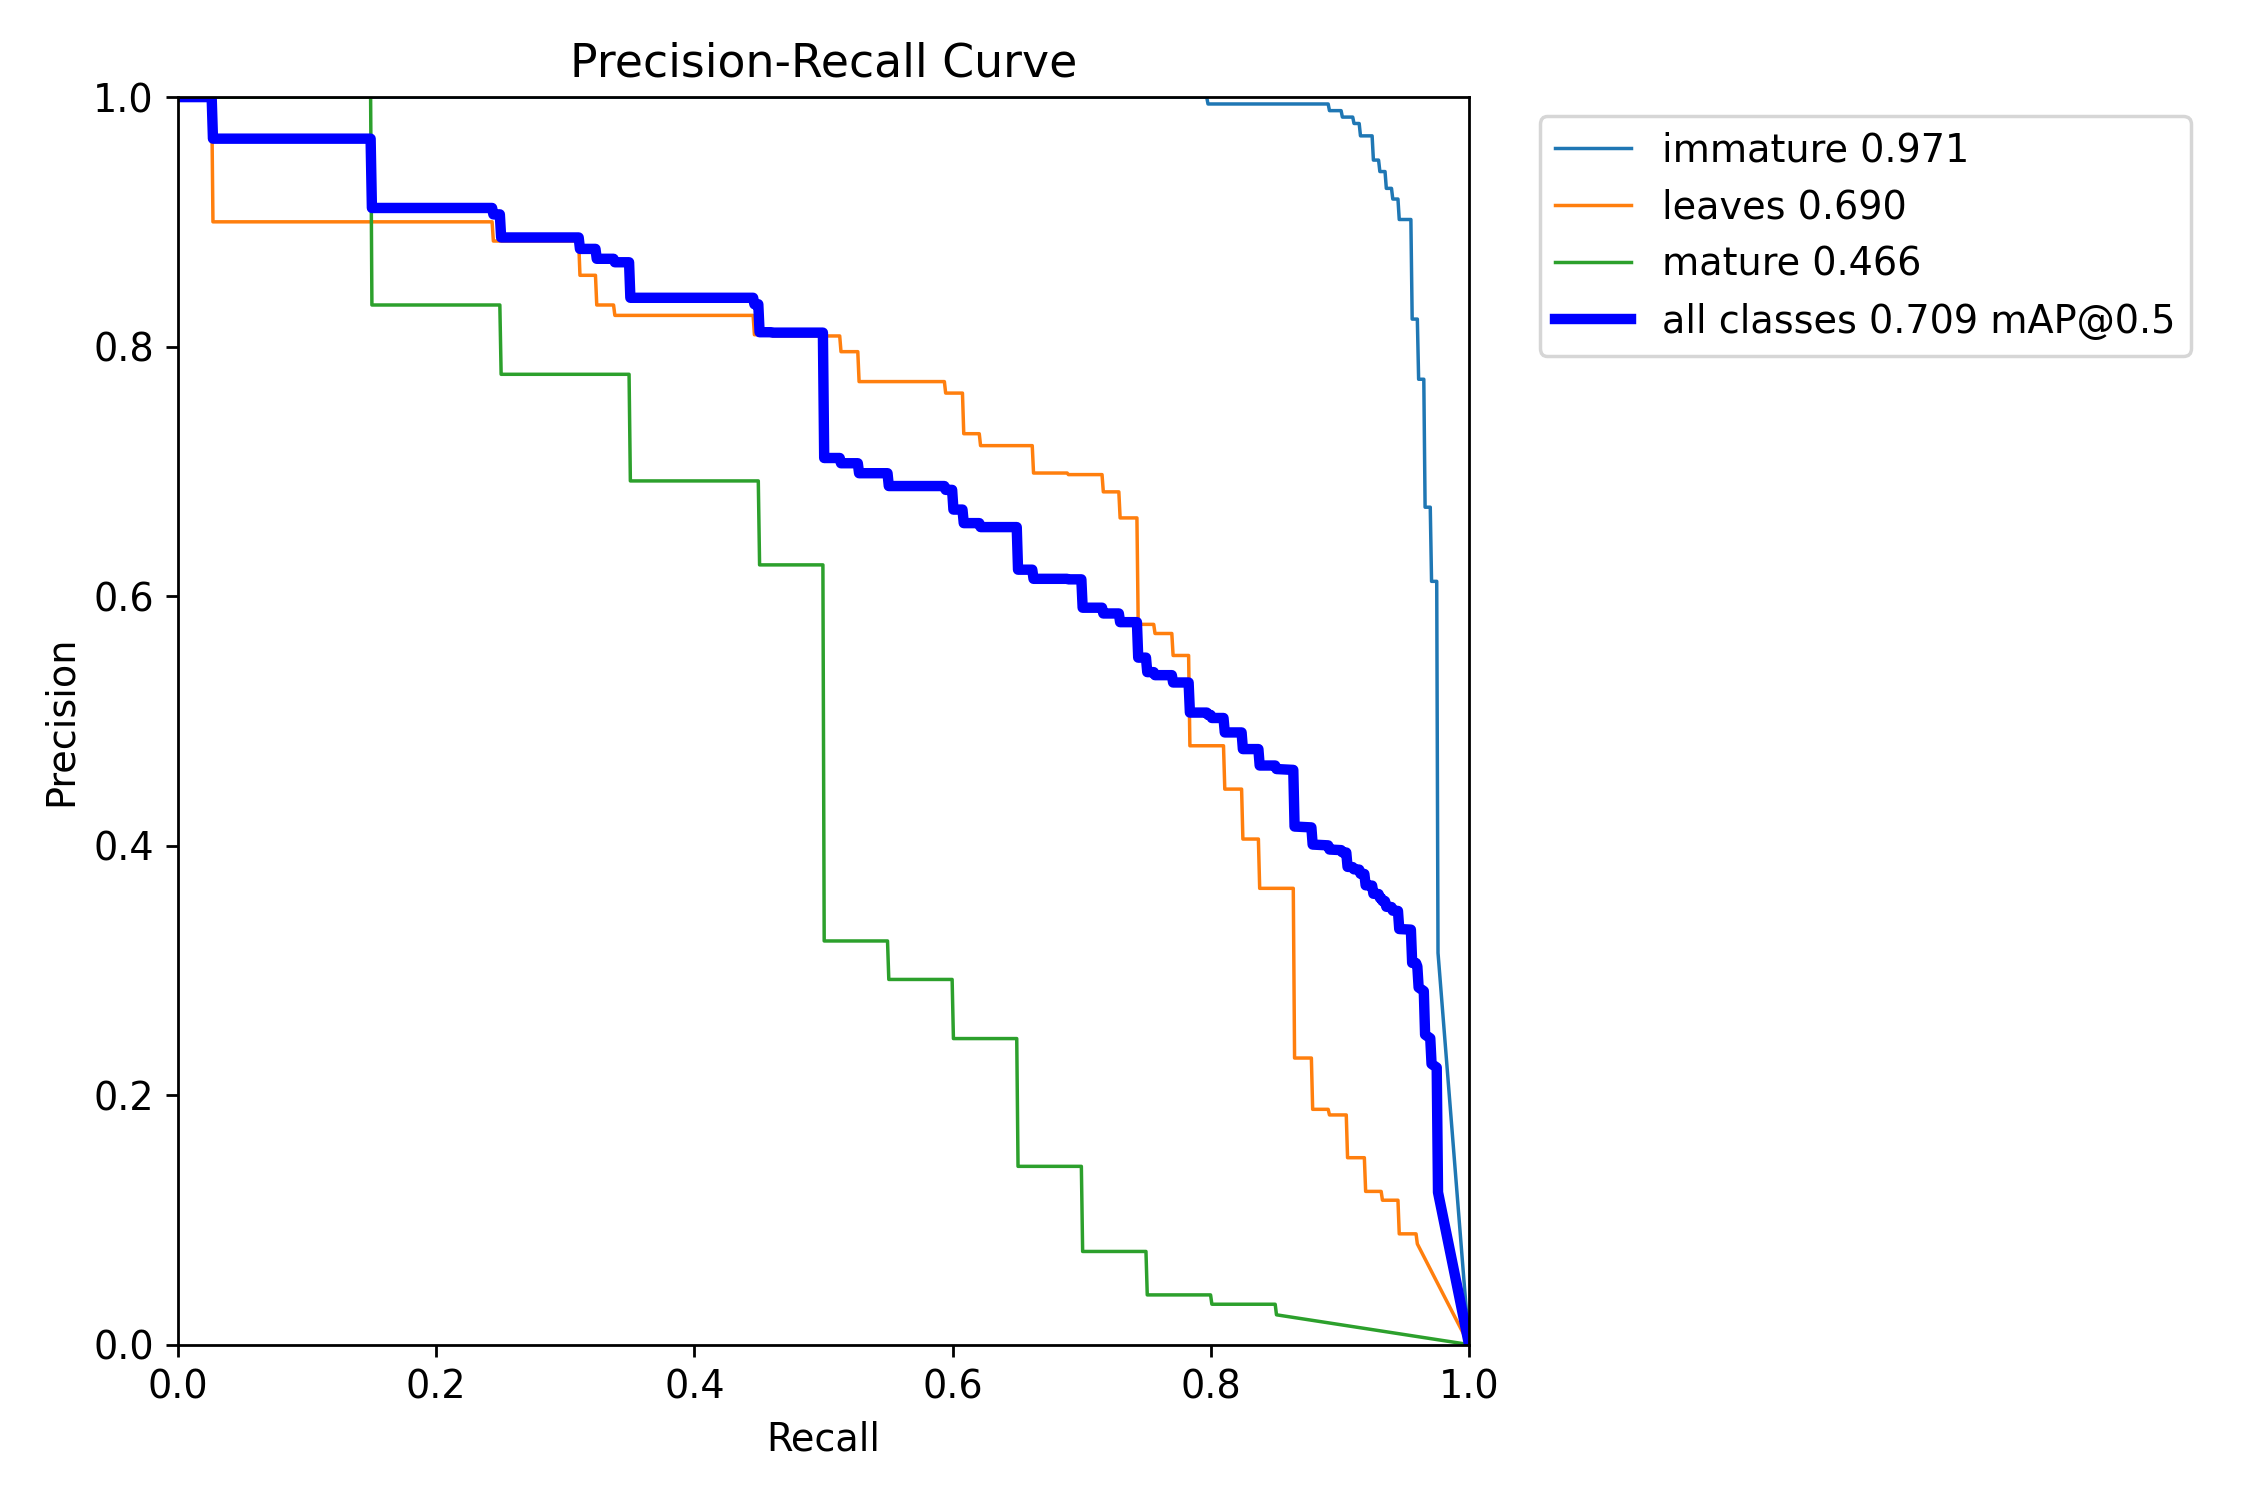 Precision-Recall Curve
1.0
0.8
0.6
0.4
0.2
0.0
Precision
0.0 0.2 0.4 0.6 0.8 1.0
Recall
immature 0.971
leaves 0.690
mature 0.466
all classes 0.709 mAP@0.5